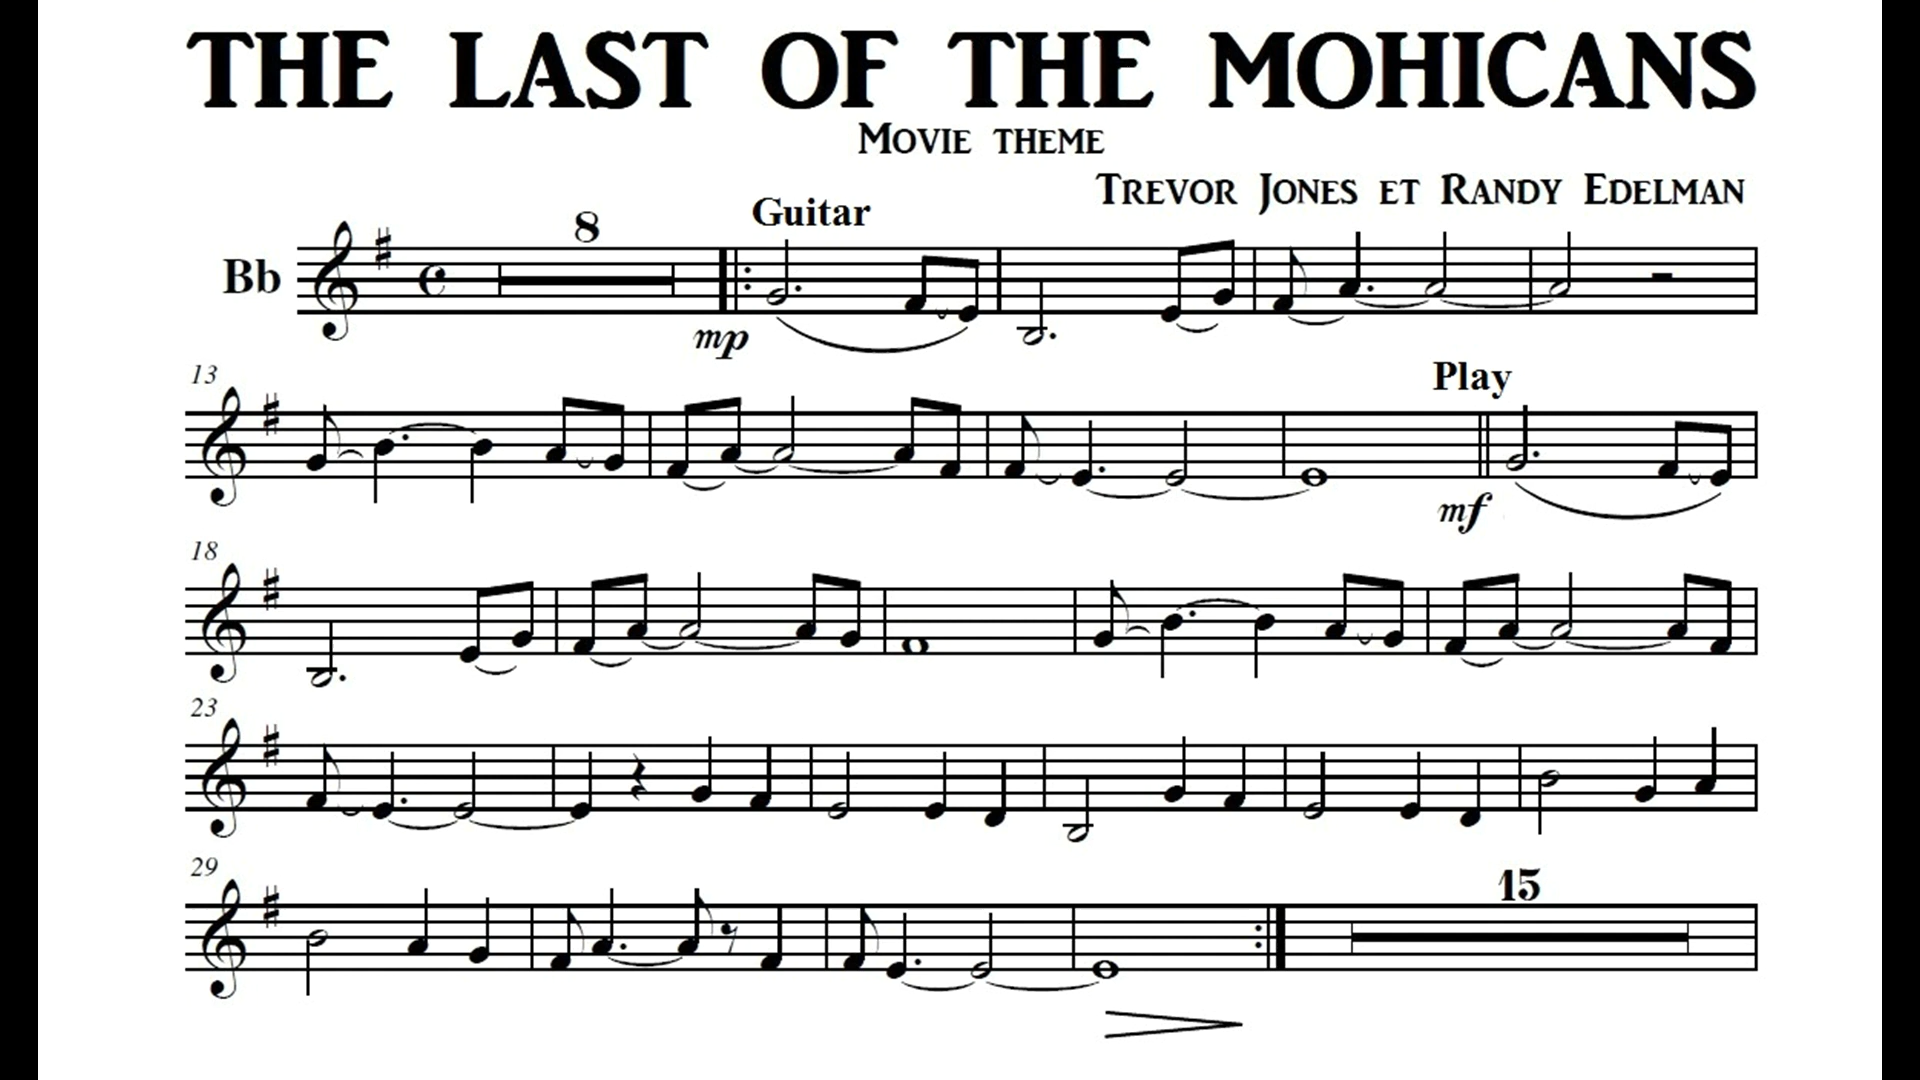 THE LAST OF THE MOHICANS
MOVIE THEME
TREVOR JONES ET RANDY EDELMAN
8
Guitar
Bb
mp
13
Play
mf
18
23
29
15